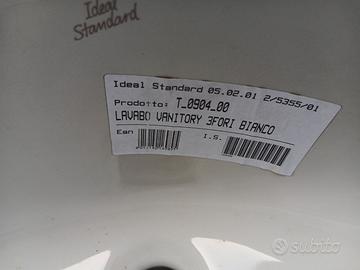 Ideal
Standard
Ideal Standard 05.02.01 2/5355/01
Prodotto: T_0904_00
LAVABO VANITORY 3FORI BIANCO
Ean
I.S.
subito